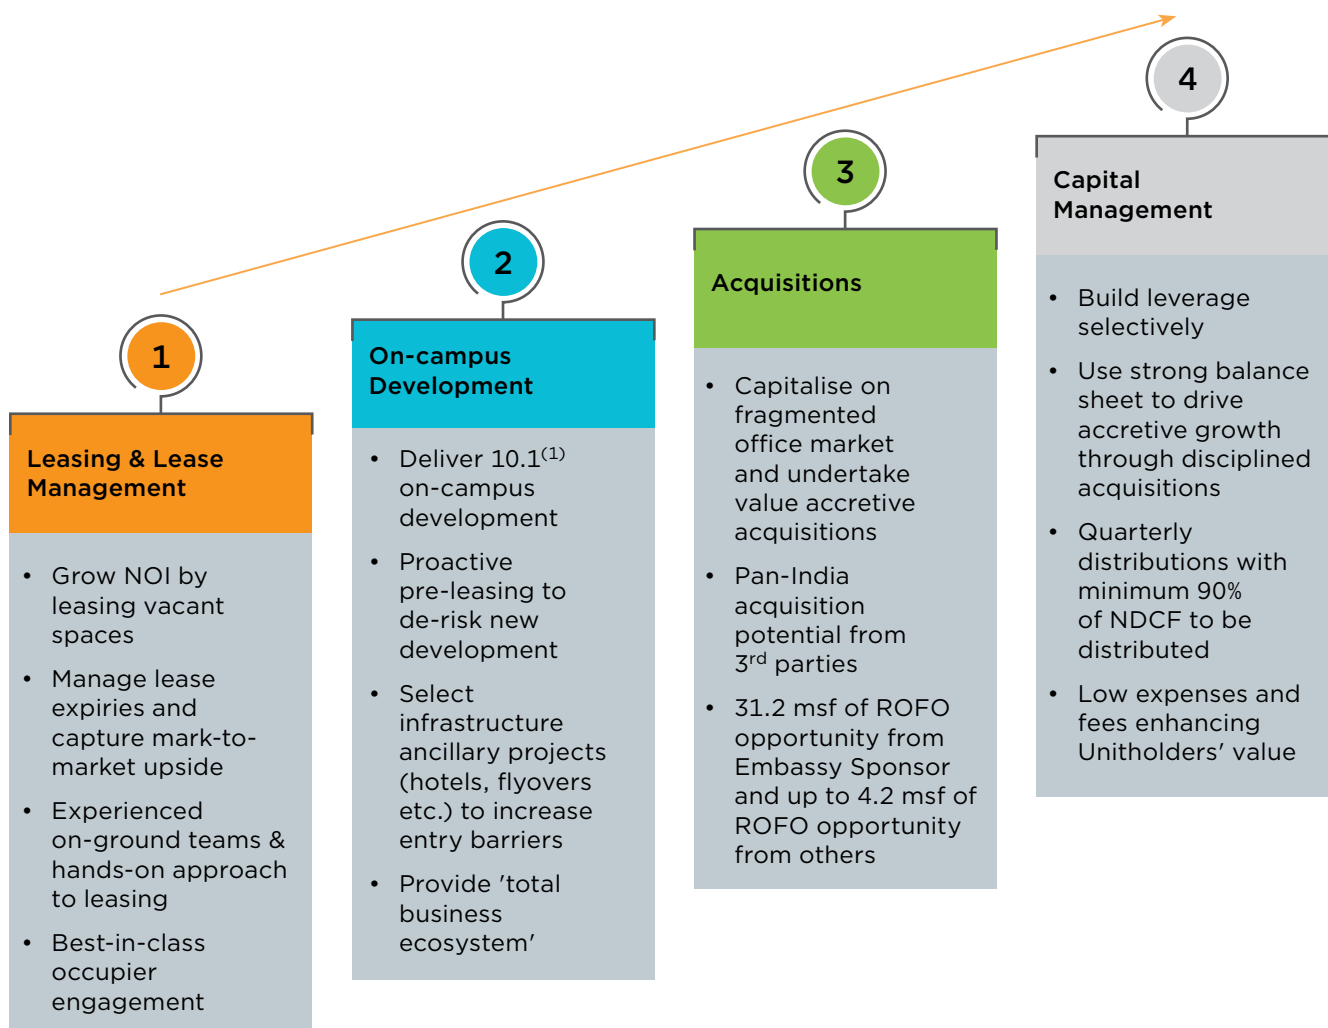 1
Leasing & Lease
Management
• Grow NOI by
leasing vacant
spaces
• Manage lease
expiries and
capture mark-to-
market upside
• Experienced
on-ground teams &
hands-on approach
to leasing
• Best-in-class
occupier
engagement
2
On-campus
Development
• Deliver 10.1(1)
on-campus
development
• Proactive
pre-leasing to
de-risk new
development
• Select
infrastructure
ancillary projects
(hotels, flyovers
etc.) to increase
entry barriers
• Provide 'total
business
ecosystem'
3
Acquisitions
• Capitalise on
fragmented
office market
and undertake
value accretive
acquisitions
• Pan-India
acquisition
potential from
3rd parties
• 31.2 msf of ROFO
opportunity from
Embassy Sponsor
and up to 4.2 msf of
ROFO opportunity
from others
4
Capital
Management
• Build leverage
selectively
• Use strong balance
sheet to drive
accretive growth
through disciplined
acquisitions
• Quarterly
distributions with
minimum 90%
of NDCF to be
distributed
• Low expenses and
fees enhancing
Unitholders' value